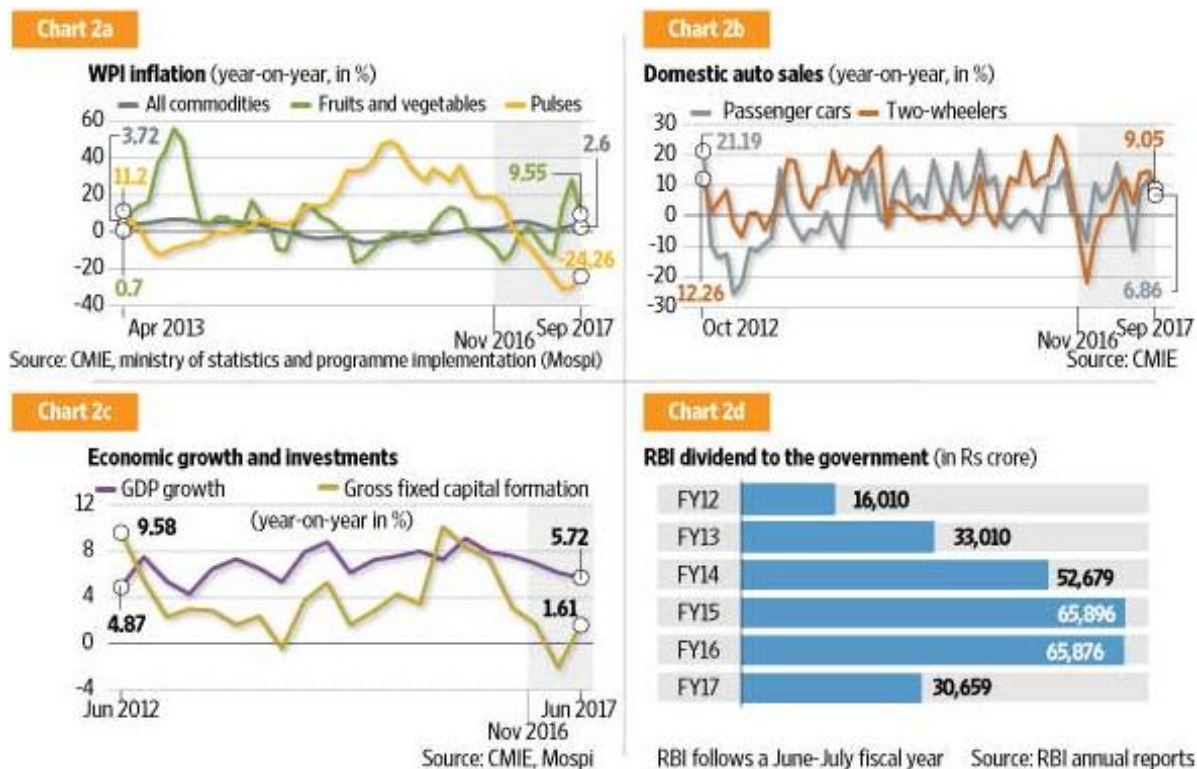 Chart 2a
WPI inflation (year-on-year, in %)
All commodities Fruits and vegetables Pulses
60
40
20
0
-20
-40
3.72
11.2
0.7
2.6
9.55
-24.26
Apr 2013
Nov 2016
Sep 2017
Source: CMIE, ministry of statistics and programme implementation (Mospi)
Chart 2b
Domestic auto sales (year-on-year, in %)
Passenger cars Two-wheelers
30
20
10
0
-10
-20
-30
21.19
12.26
9.05
6.86
Oct 2012
Nov 2016
Sep 2017
Source: CMIE
Chart 2c
Economic growth and investments
GDP growth Gross fixed capital formation
(year-on-year in %)
12
8
4
0
-4
9.58
4.87
5.72
1.61
Jun 2012
Nov 2016
Jun 2017
Source: CMIE, Mospi
Chart 2d
RBI dividend to the government (in Rs crore)
FY12 16,010
FY13 33,010
FY14 52,679
FY15 65,896
FY16 65,876
FY17 30,659
RBI follows a June-July fiscal year Source: RBI annual reports